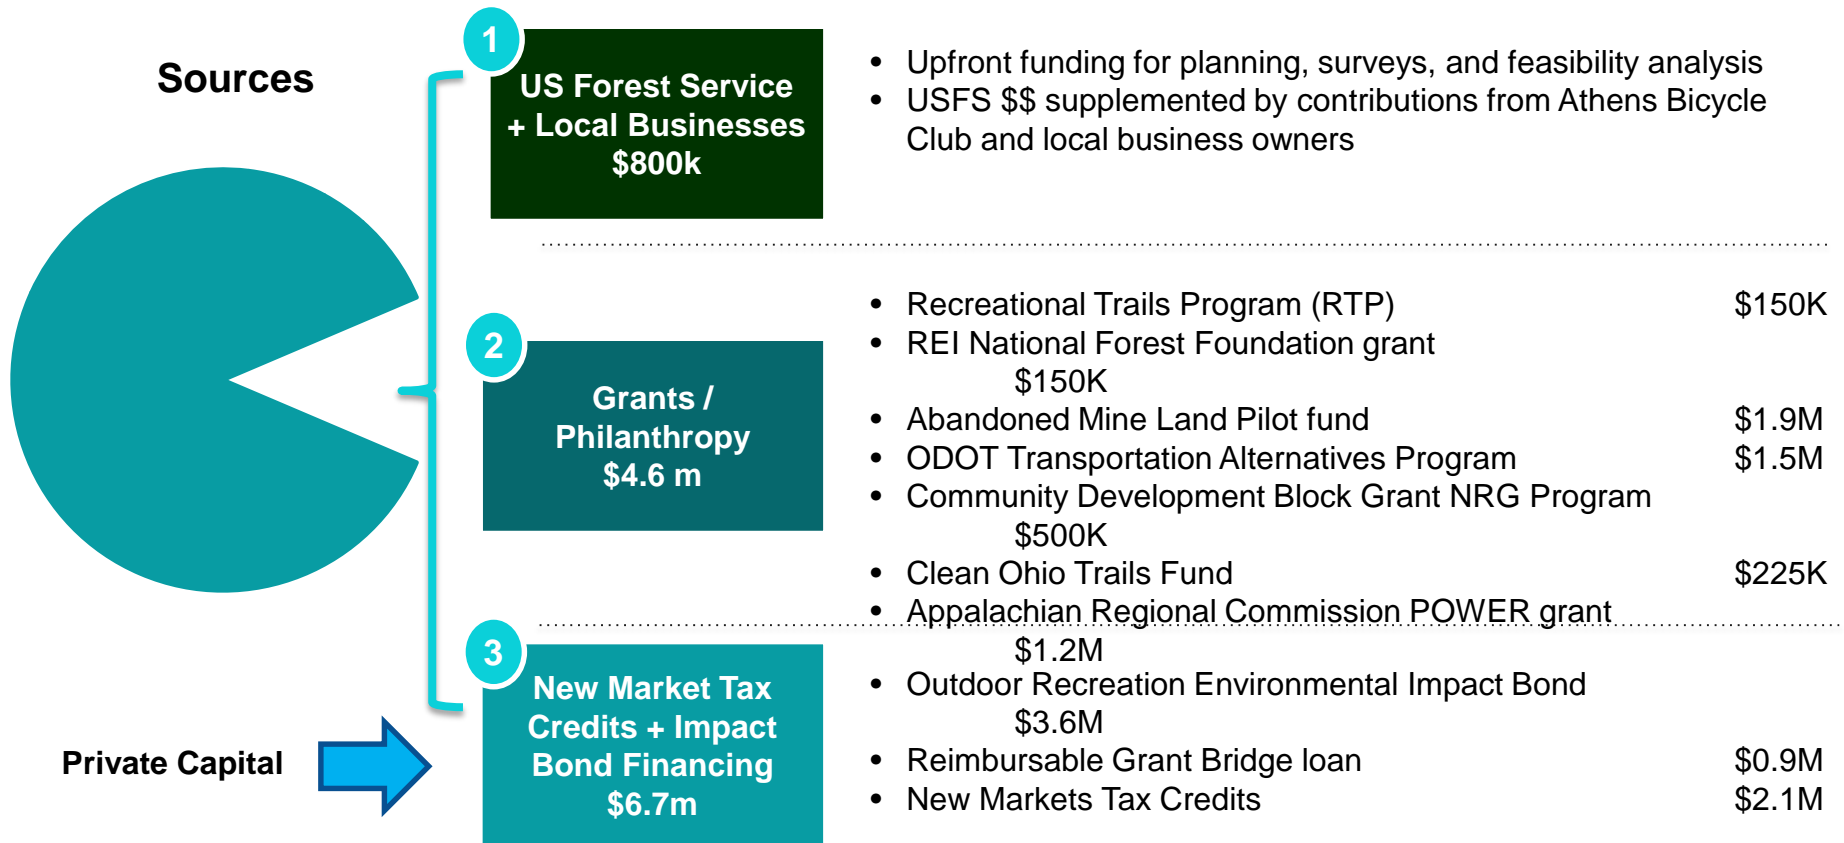 Sources
1
US Forest Service
+ Local Businesses
$800k
• Upfront funding for planning, surveys, and feasibility analysis
• USFS $$ supplemented by contributions from Athens Bicycle
Club and local business owners
2
Grants /
Philanthropy
$4.6 m
• Recreational Trails Program (RTP) $150K
• REI National Forest Foundation grant
$150K
• Abandoned Mine Land Pilot fund $1.9M
• ODOT Transportation Alternatives Program $1.5M
• Community Development Block Grant NRG Program
$500K
• Clean Ohio Trails Fund $225K
• Appalachian Regional Commission POWER grant
$1.2M
Private Capital
3
New Market Tax
Credits + Impact
Bond Financing
$6.7m
• Outdoor Recreation Environmental Impact Bond
$3.6M
• Reimbursable Grant Bridge loan $0.9M
• New Markets Tax Credits $2.1M